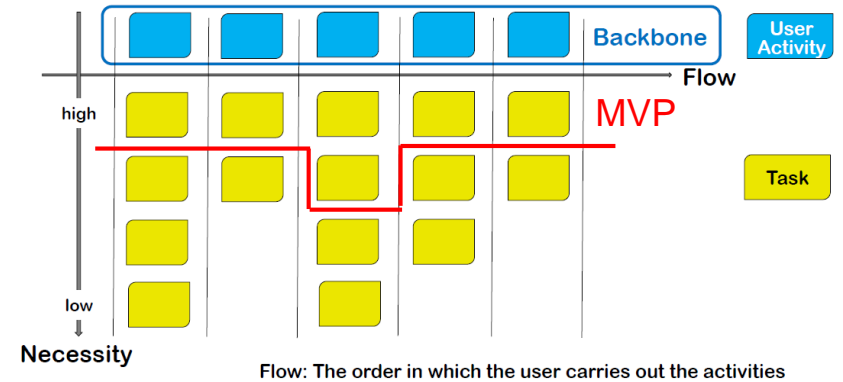 Backbone
User
Activity
Flow
high
MVP
Task
low
Necessity
Flow: The order in which the user carries out the activities